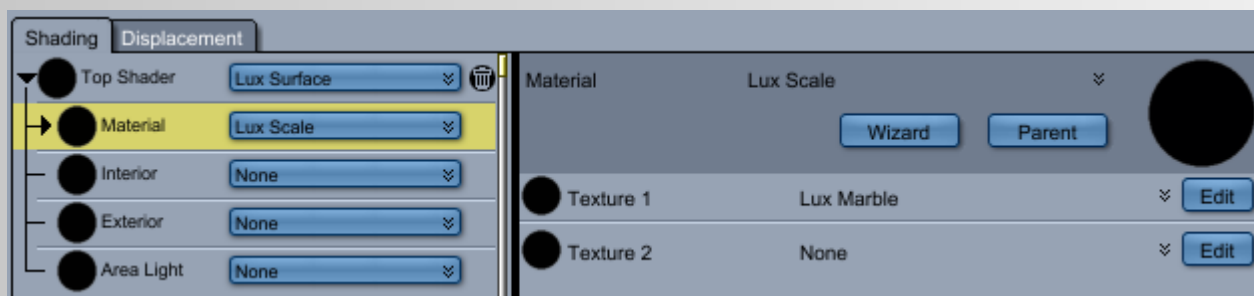 Shading Displacement
Top Shader Lux Surface
Material Lux Scale
Interior None
Exterior None
Area Light None
Material Lux Scale
Wizard Parent
Texture 1 Lux Marble Edit
Texture 2 None Edit